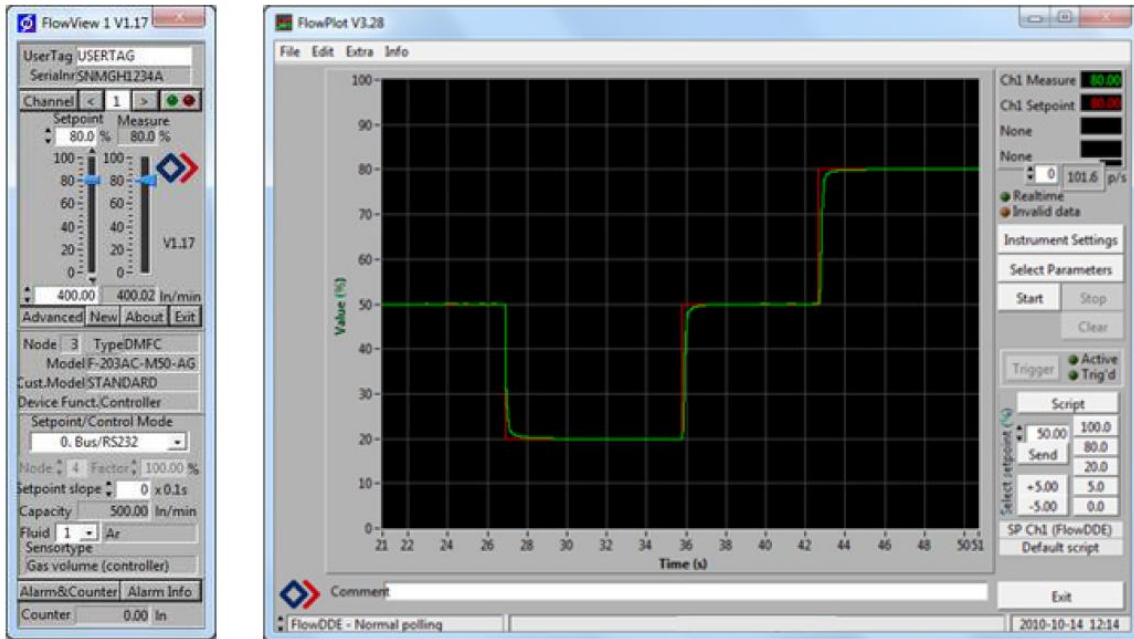 FlowView 1 V1.17
UserTag USERTAG
Serialnr SNMGH1234A
Channel < 1 >
Setpoint Measure
80.0 % 80.0 %
100 100
80 80
60 60
40 40
20 20
0 0
V1.17
400.00 400.02 ln/min
Advanced New About Exit
Node 3 Type DMFC
Model F-203AC-M50-AG
Cust.Model STANDARD
Device Funct. Controller
Setpoint/Control Mode
0. Bus/RS232
Node 4 Factor 100.00 %
Setpoint slope 0 x 0.1s
Capacity 500.00 ln/min
Fluid 1 Ar
Sensortype
Gas volume (controller)
Alarm&Counter Alarm Info
Counter 0.00 ln
FlowPlot V3.28
File Edit Extra Info
100
90
80
70
60
50
40
30
20
10
0
Value (%)
21 22 24 26 28 30 32 34 36 38 40 42 44 46 48 50 51
Time (s)
Comment
FlowDDE - Normal polling
Ch1 Measure 80.00
Ch1 Setpoint 80.00
None
None
0 101.6 p/s
Realtime
Invalid data
Instrument Settings
Select Parameters
Start Stop
Clear
Trigger Active
Trig'd
Script
Select setpoint (%)
50.00 100.0
Send 80.0
20.0
+5.00 5.0
-5.00 0.0
SP Ch1 (FlowDDE)
Default script
Exit
2010-10-14 12:14